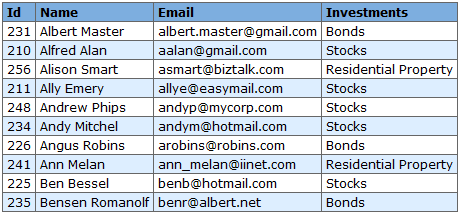 Id Name Email Investments
231 Albert Master albert.master@gmail.com Bonds
210 Alfred Alan aalan@gmail.com Stocks
256 Alison Smart asmart@biztalk.com Residential Property
211 Ally Emery allye@easymail.com Stocks
248 Andrew Phips andyp@mycorp.com Stocks
234 Andy Mitchel andym@hotmail.com Stocks
226 Angus Robins arobins@robins.com Bonds
241 Ann Melan ann_melan@iinet.com Residential Property
225 Ben Bessel benb@hotmail.com Stocks
235 Bensen Romanolf benr@albert.net Bonds